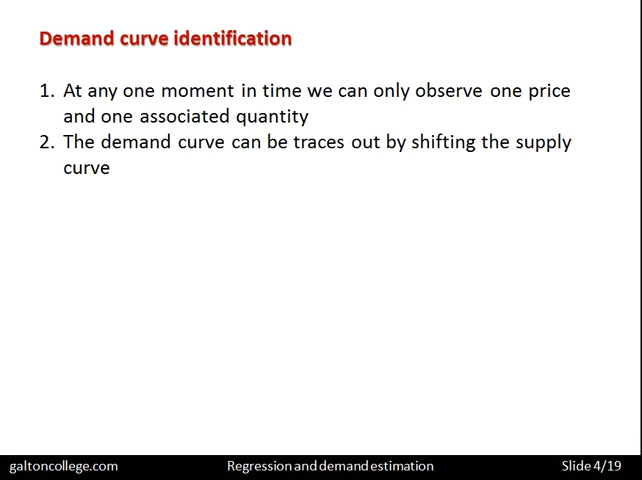 Demand curve identification
1. At any one moment in time we can only observe one price
and one associated quantity
2. The demand curve can be traces out by shifting the supply
curve
galtoncollege.com Regression and demand estimation Slide 4/19